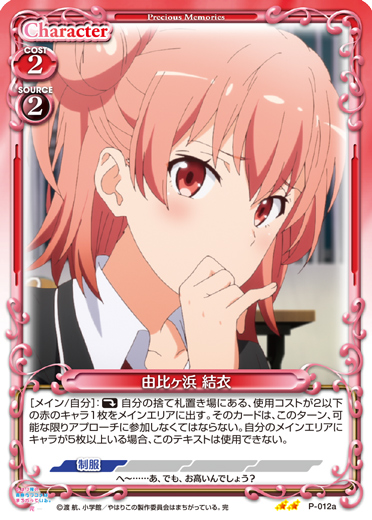 Precious Memories
Character
COST
2
SOURCE
2
由比ヶ浜 結衣
[メイン/自分]: 自分の捨て札置き場にある、使用コストが2以下
の赤のキャラ1枚をメインエリアに出す。そのカードは、このターン、可
能な限りアプローチに参加しなくてはならない。自分のメインエリアに
キャラが5枚以上いる場合、このテキストは使用できない。
制服
へ~……あ、でも、お高いんでしょう?
©渡 航、小学館/やはりこの製作委員会はまちがっている。完
P-012a